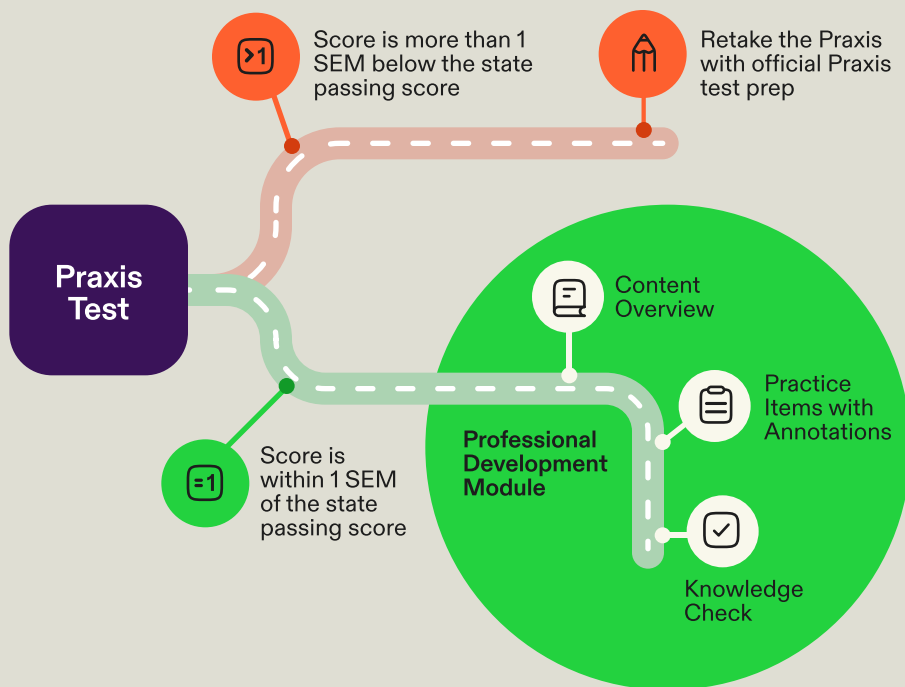 >1
Score is more than 1
SEM below the state
passing score
Retake the Praxis
with official Praxis
test prep
Praxis
Test
Content
Overview
Practice
Items with
Annotations
Professional
Development
Module
=1
Score is
within 1 SEM
of the state
passing score
Knowledge
Check